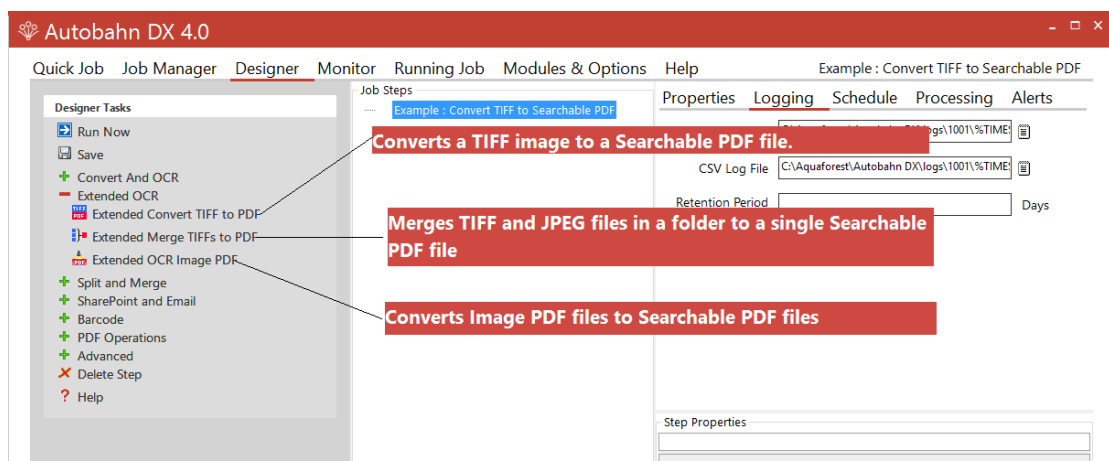 Autobahn DX 4.0
Quick Job Job Manager Designer Monitor Running Job Modules & Options Help Example : Convert TIFF to Searchable PDF
Designer Tasks
Run Now
Save
Convert And OCR
Extended OCR
Extended Convert TIFF to PDF
Extended Merge TIFFs to PDF
Extended OCR Image PDF
Split and Merge
SharePoint and Email
Barcode
PDF Operations
Advanced
Delete Step
Help
Job Steps
Example : Convert TIFF to Searchable PDF
Converts a TIFF image to a Searchable PDF file.
Merges TIFF and JPEG files in a folder to a single Searchable
PDF file
Converts Image PDF files to Searchable PDF files
Properties Logging Schedule Processing Alerts
CSV Log File C:\Aquaforest\Autobahn DX\logs\1001\%TIME
Retention Period Days
Step Properties